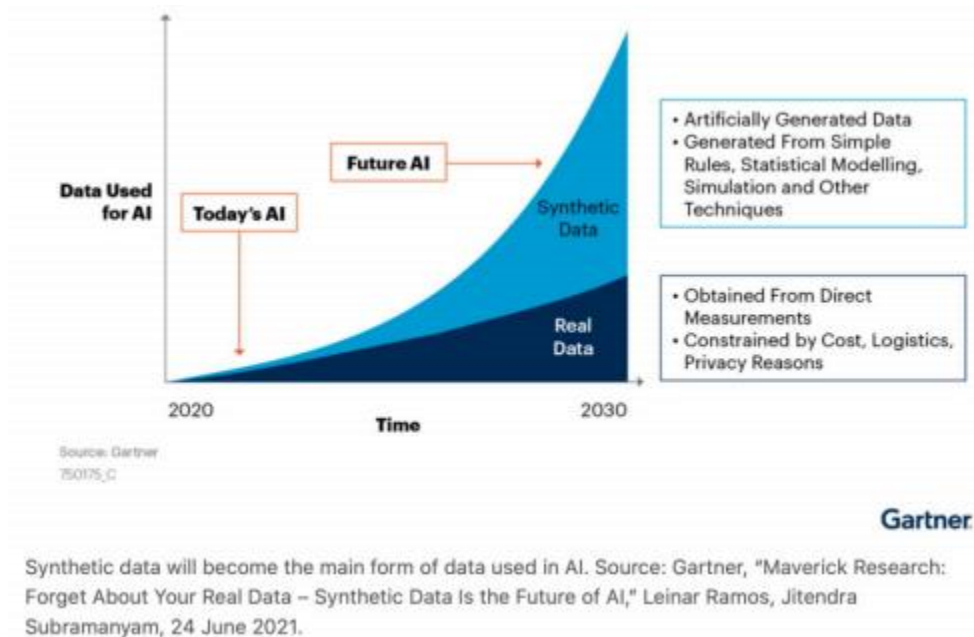 Data Used
for AI
Today's AI
Future AI
Synthetic
Data
Real
Data
• Artificially Generated Data
• Generated From Simple
Rules, Statistical Modelling,
Simulation and Other
Techniques
• Obtained From Direct
Measurements
• Constrained by Cost, Logistics,
Privacy Reasons
2020
2030
Time
Source: Gartner
750175_C
Gartner
Synthetic data will become the main form of data used in AI. Source: Gartner, “Maverick Research:
Forget About Your Real Data – Synthetic Data Is the Future of AI,” Leinar Ramos, Jitendra
Subramanyam, 24 June 2021.